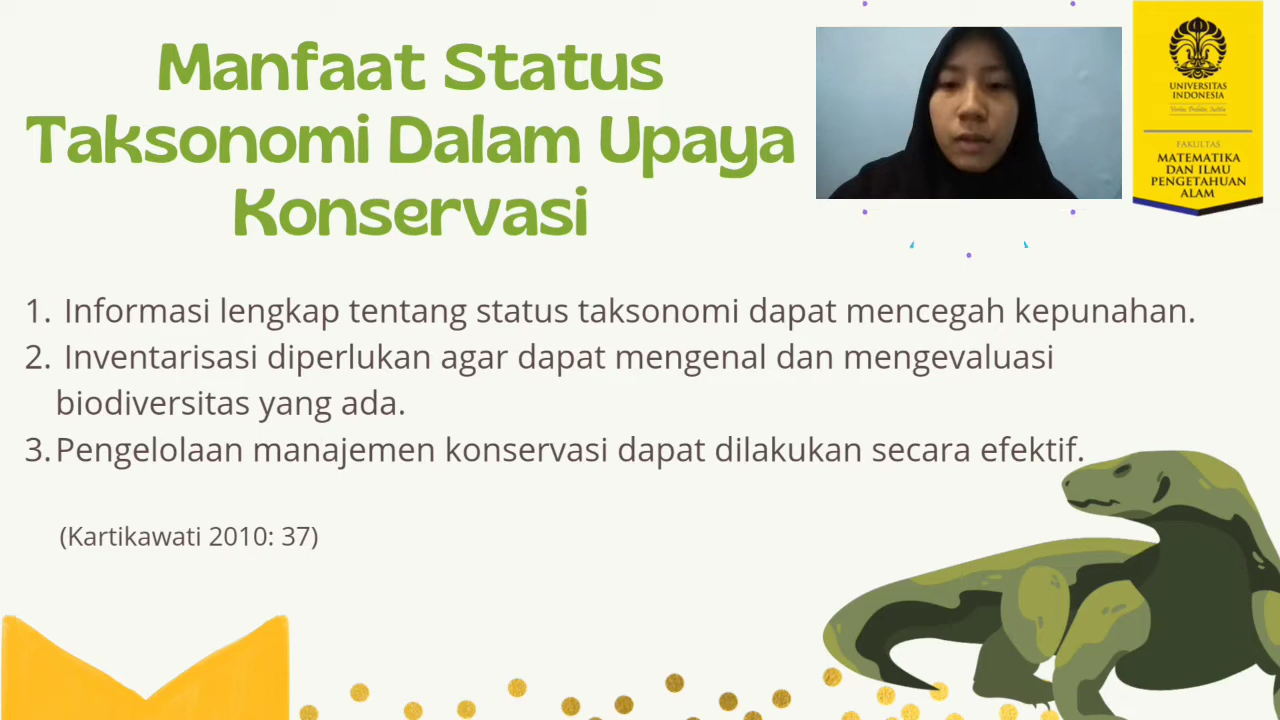 Manfaat Status
Taksonomi Dalam Upaya
Konservasi
UNIVERSITAS
INDONESIA
FAKULTAS
MATEMATIKA
DAN ILMU
PENGETAHUAN
ALAM
1. Informasi lengkap tentang status taksonomi dapat mencegah kepunahan.
2. Inventarisasi diperlukan agar dapat mengenal dan mengevaluasi
biodiversitas yang ada.
3. Pengelolaan manajemen konservasi dapat dilakukan secara efektif.
(Kartikawati 2010: 37)